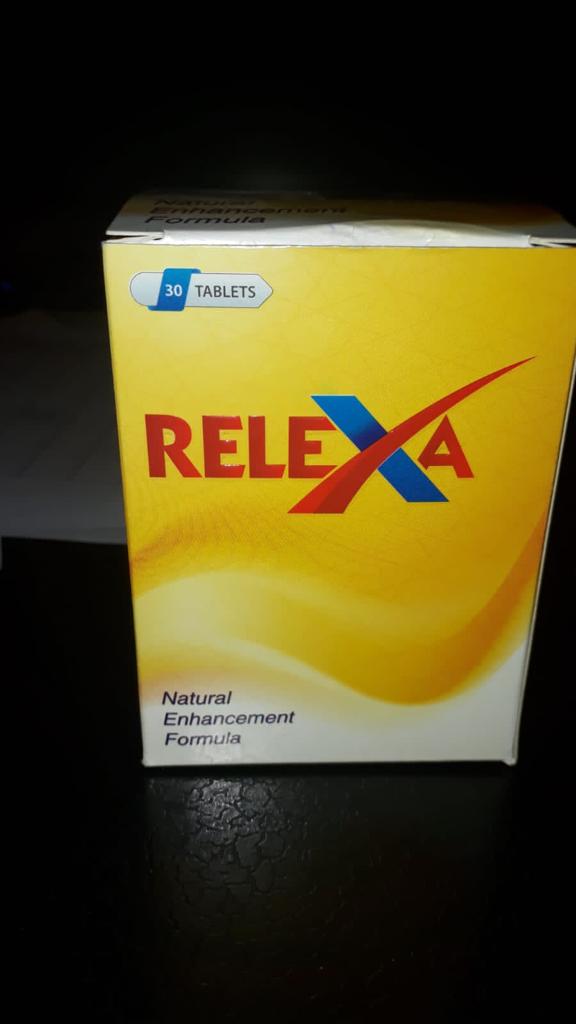 Natural
Enhancement
Formula
30 TABLETS
RELEXA
Natural
Enhancement
Formula